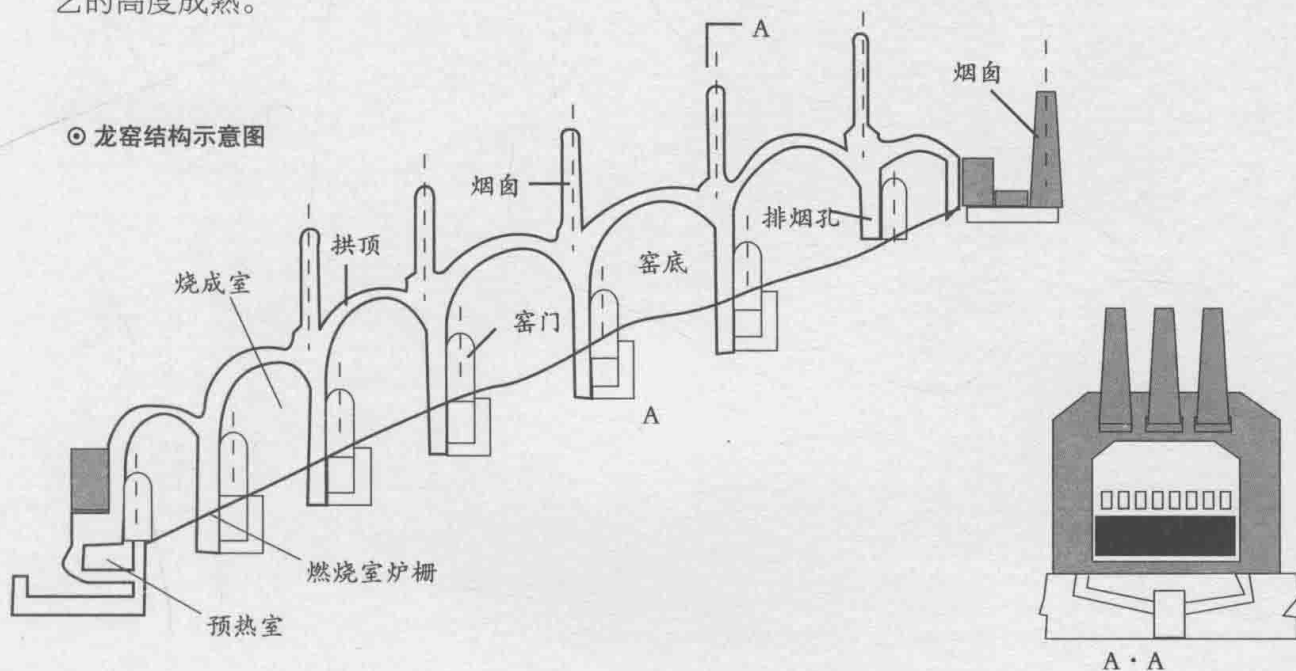 艺的高度成熟。
A
烟囱
⊙ 龙窑结构示意图
烟囱
排烟孔
拱顶
窑底
烧成室
窑门
A
燃烧室炉栅
预热室
A·A